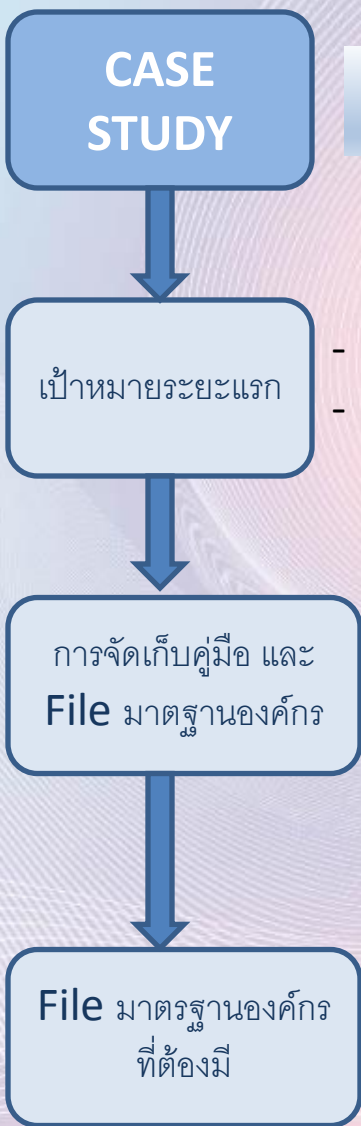 CASE
STUDY
เป้าหมายระยะแรก
-
-
การจัดเก็บคู่มือ และ
File มาตฐานองค์กร
File มาตรฐานองค์กร
ที่ต้องมี